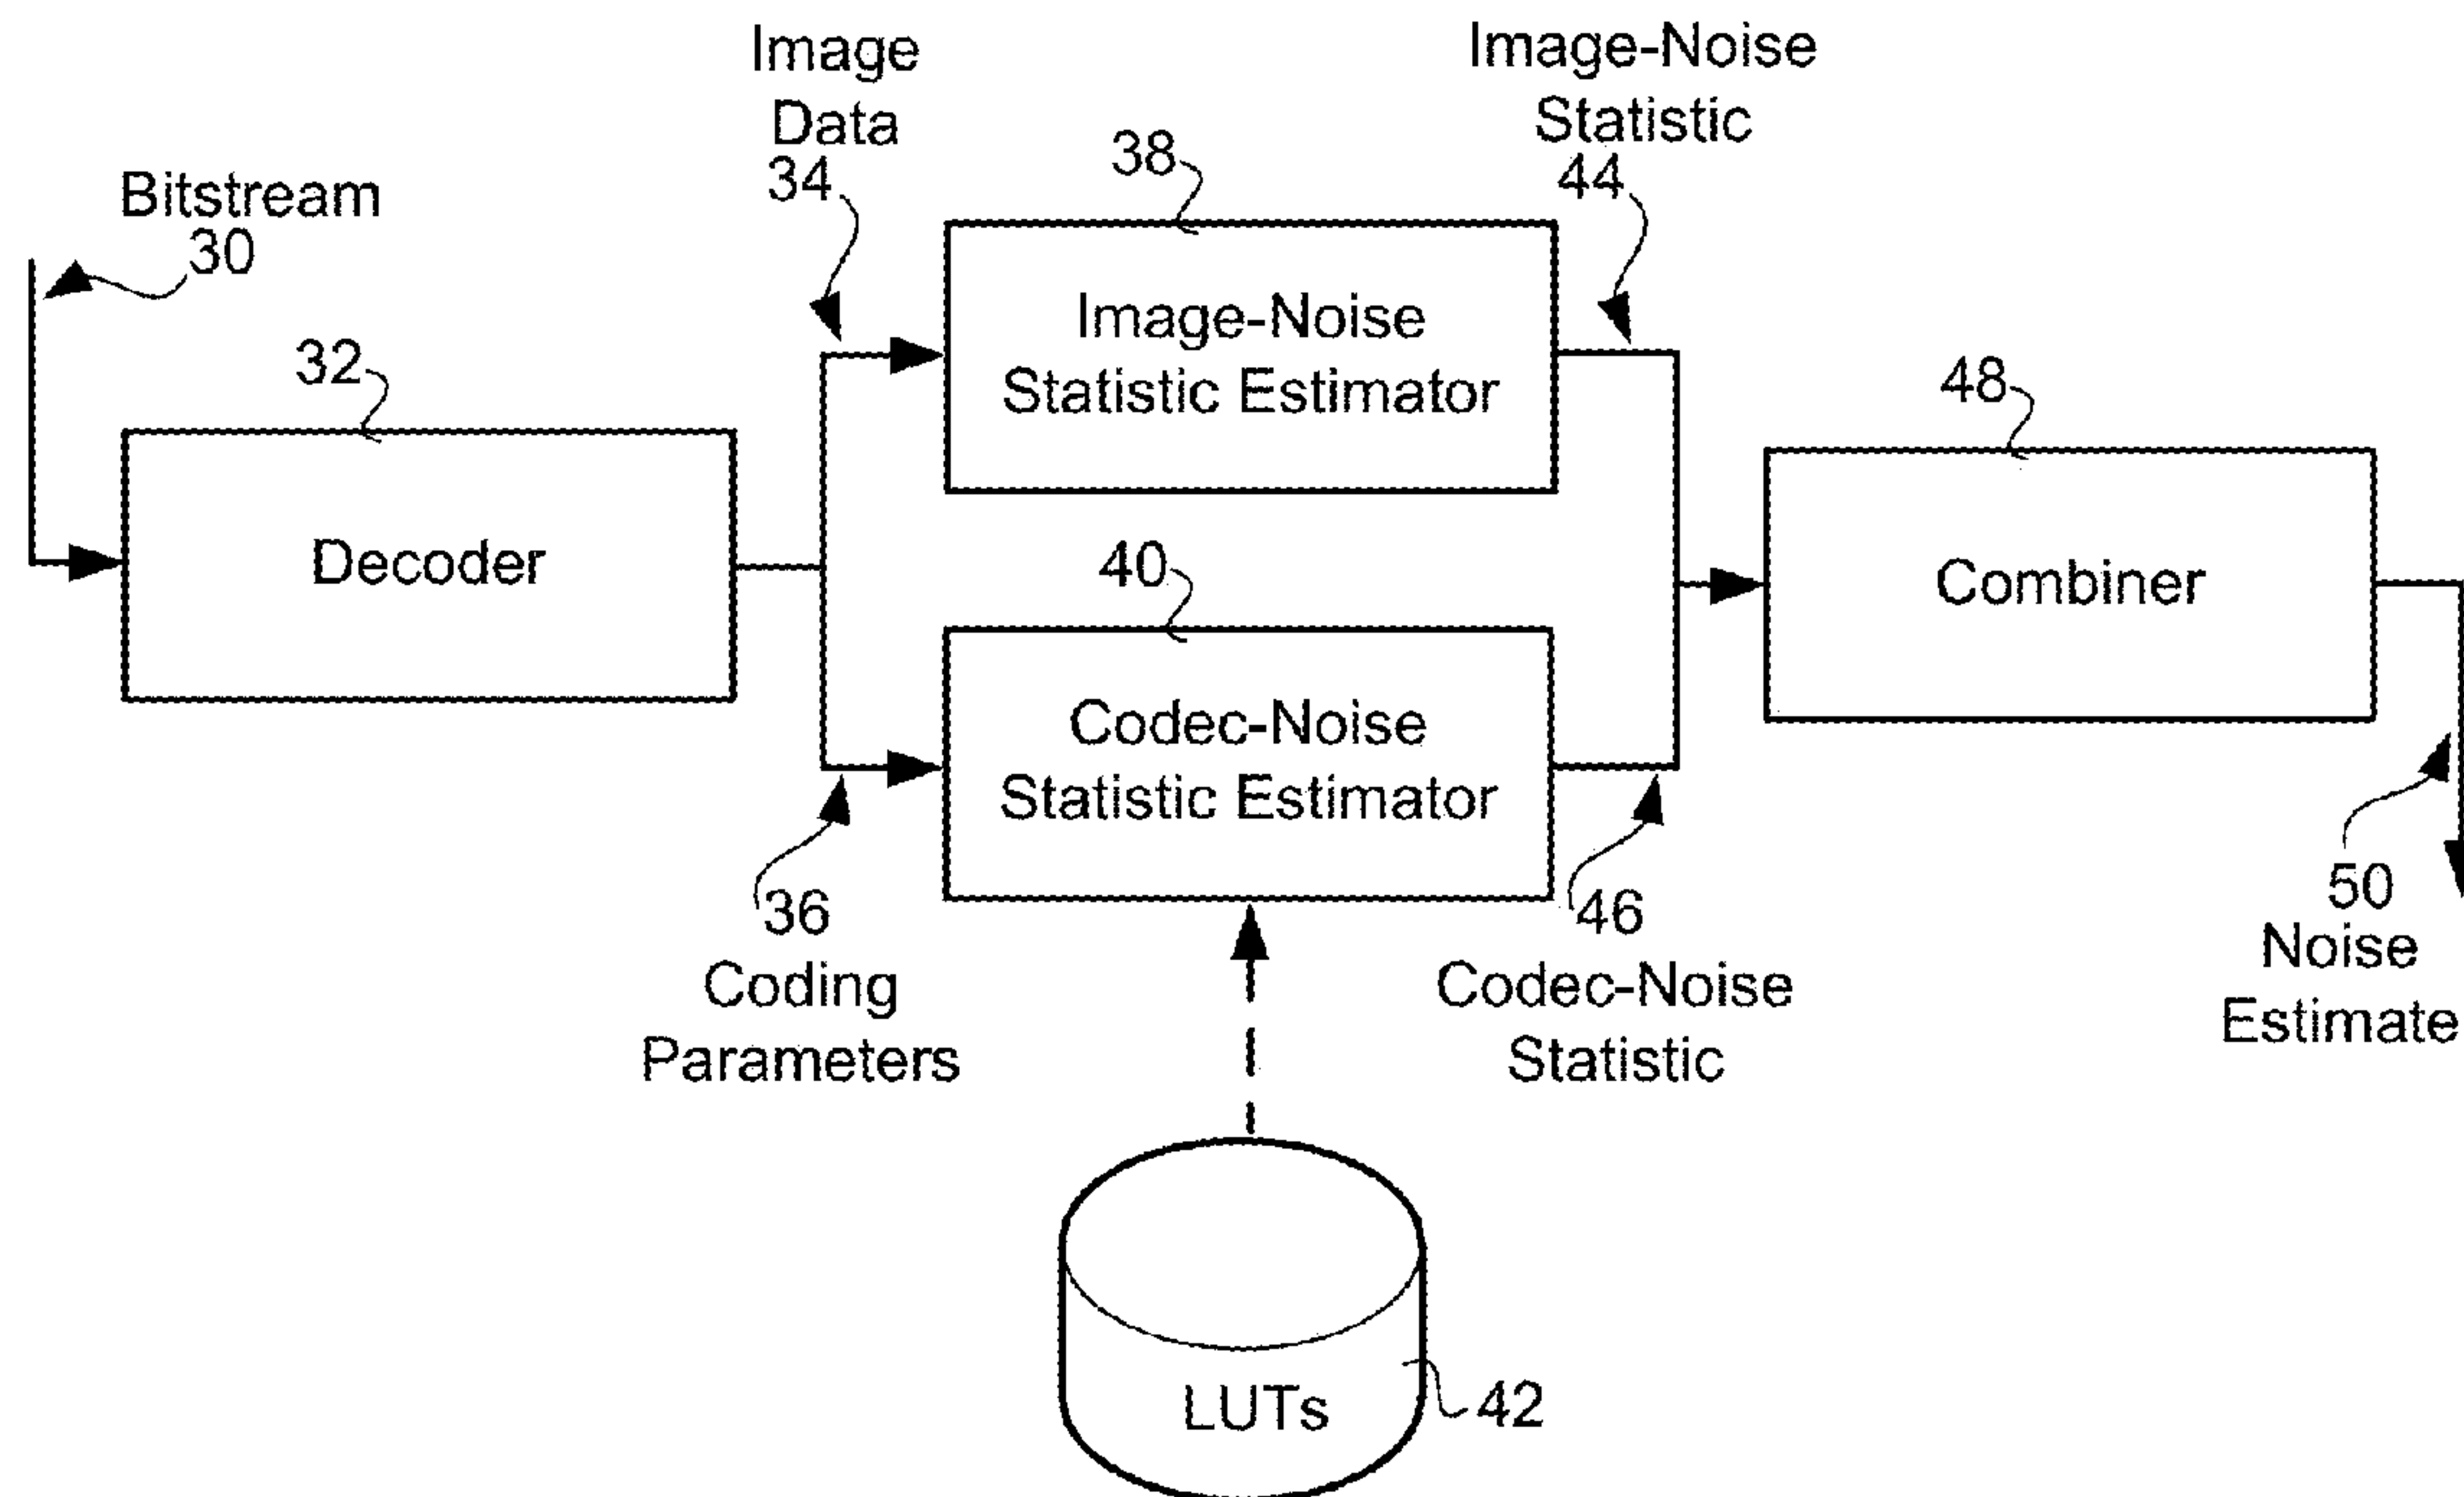 Bitstream
30
32
Decoder
Image
Data
34
38
Image-Noise
Statistic Estimator
Image-Noise
Statistic
44
40
Codec-Noise
Statistic Estimator
36
Coding
Parameters
46
Codec-Noise
Statistic
48
Combiner
50
Noise
Estimate
LUTs
42